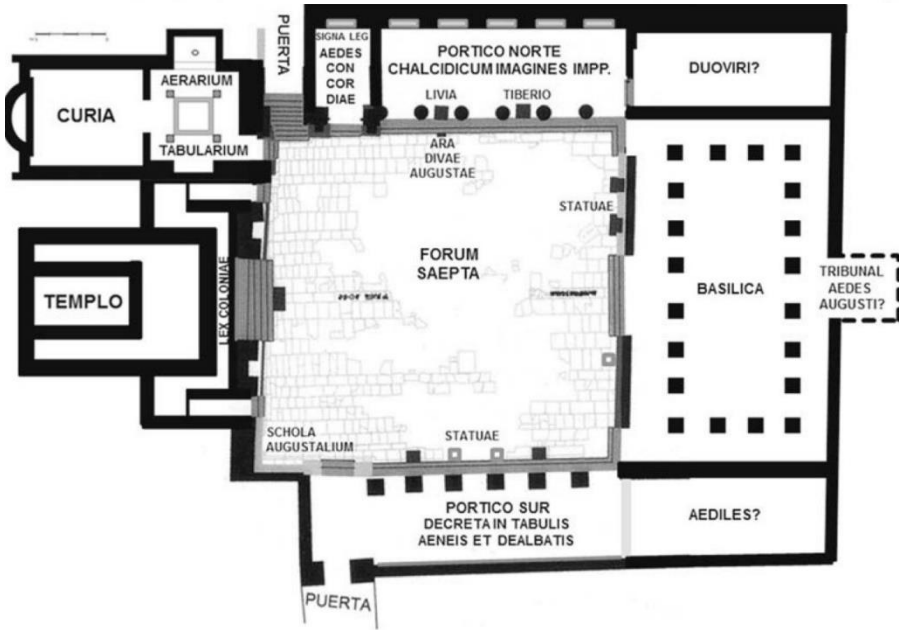 PUERTA
SIGNA LEG
AEDES
CON
COR
DIAE
PORTICO NORTE
CHALCIDICUM IMAGINES IMPP.
LIVIA
TIBERIO
DUOVIRI?
AERARIUM
CURIA
TABULARIUM
ARA
DIVAE
AUGUSTAE
STATUAE
FORUM
SAEPTA
BASILICA
TRIBUNAL
AEDES
AUGUSTI?
TEMPLO
LEX COLONIAE
SCHOLA
AUGUSTALIUM
STATUAE
PORTICO SUR
DECRETA IN TABULIS
AENEIS ET DEALBATIS
AEDILES?
PUERTA